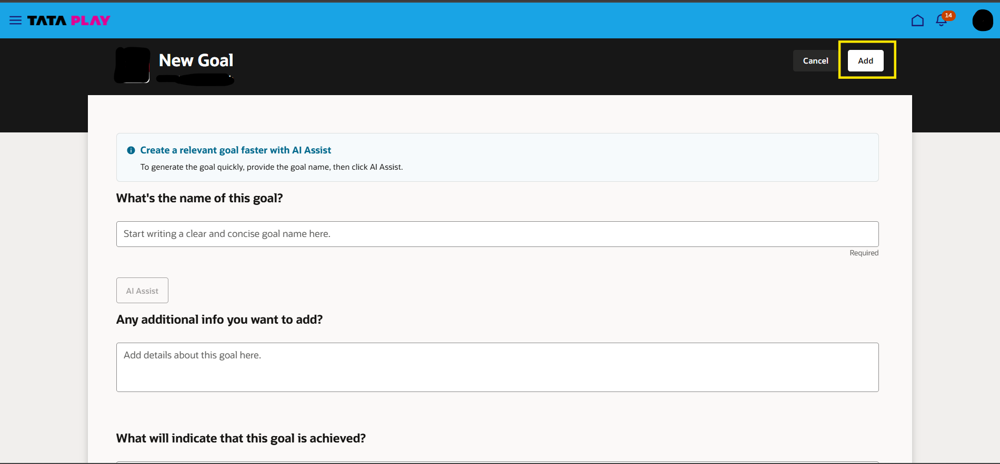 TATA PLAY
14
New Goal
Cancel
Add
Create a relevant goal faster with AI Assist
To generate the goal quickly, provide the goal name, then click AI Assist.
What's the name of this goal?
Start writing a clear and concise goal name here.
Required
AI Assist
Any additional info you want to add?
Add details about this goal here.
What will indicate that this goal is achieved?